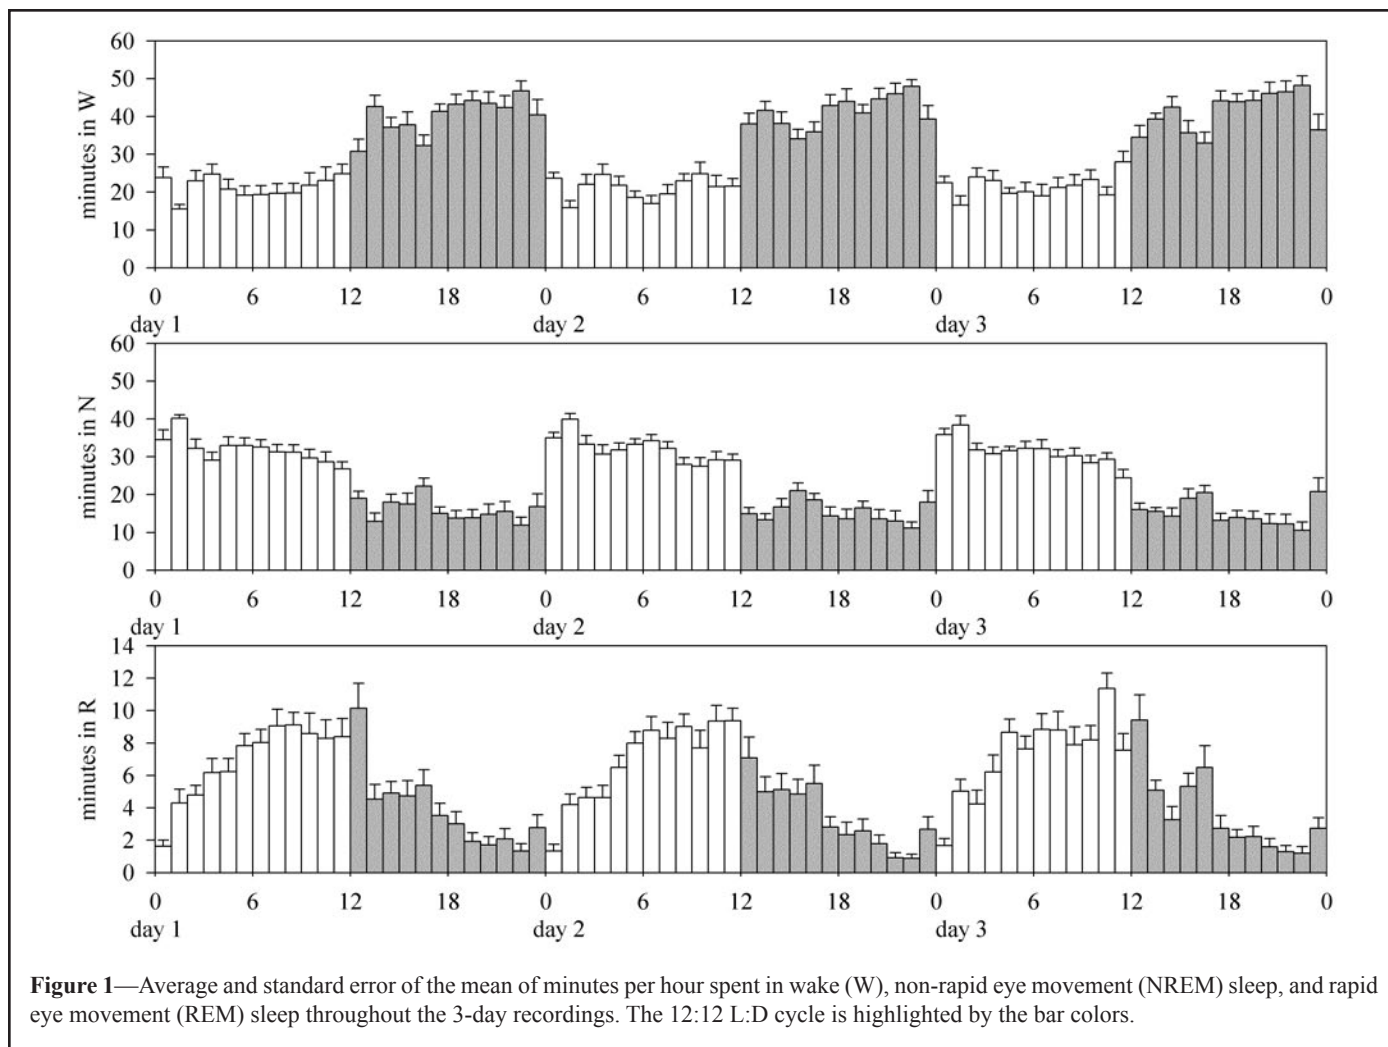 60
50
40
30
20
10
0
minutes in W
0 6 12 18 0 6 12 18 0 6 12 18 0
day 1 day 2 day 3
60
50
40
30
20
10
0
minutes in N
0 6 12 18 0 6 12 18 0 6 12 18 0
day 1 day 2 day 3
14
12
10
8
6
4
2
0
minutes in R
0 6 12 18 0 6 12 18 0 6 12 18 0
day 1 day 2 day 3
Figure 1—Average and standard error of the mean of minutes per hour spent in wake (W), non-rapid eye movement (NREM) sleep, and rapid
eye movement (REM) sleep throughout the 3-day recordings. The 12:12 L:D cycle is highlighted by the bar colors.